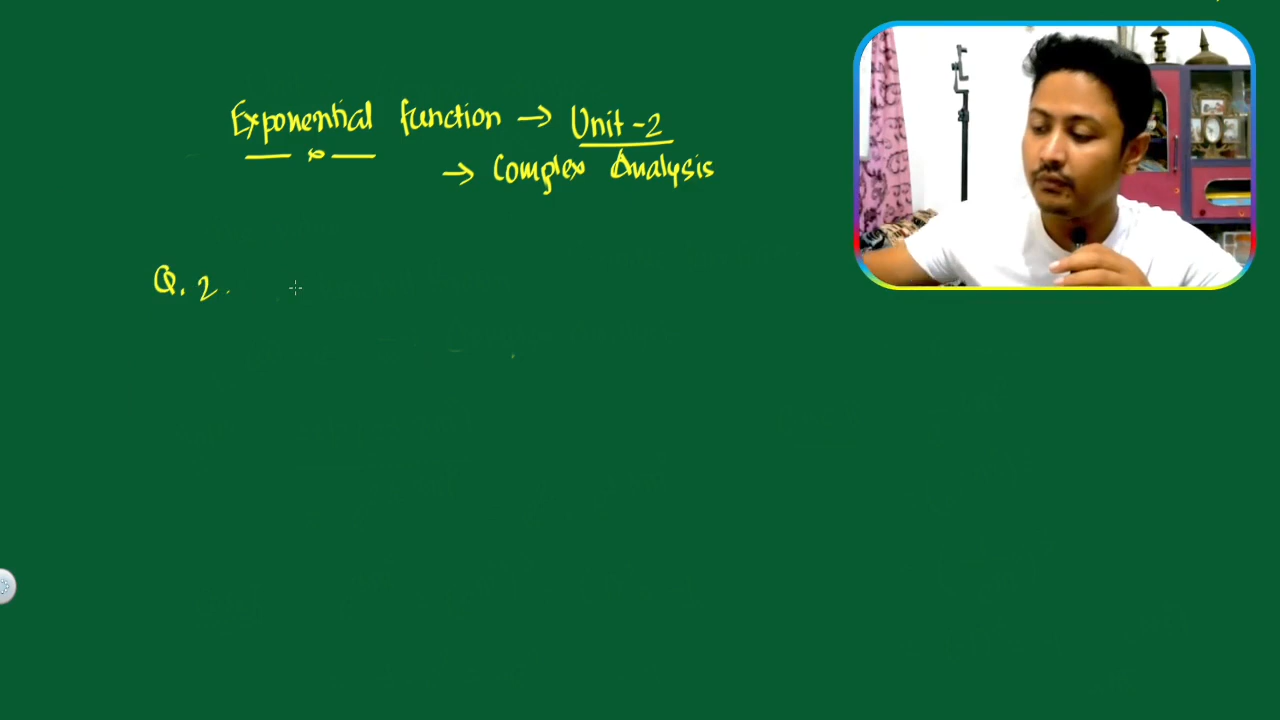 Exponential function → Unit-2
→ Complex Analysis
Q. 2.